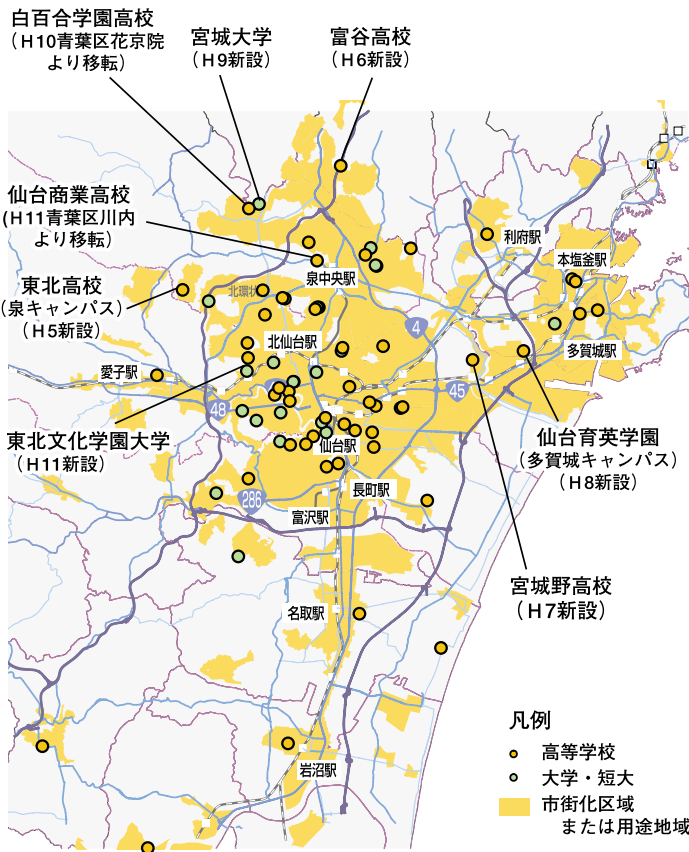 白百合学園高校
（Ｈ10青葉区花京院
より移転）
宮城大学
（Ｈ9新設）
富谷高校
（Ｈ6新設）
仙台商業高校
(Ｈ11青葉区川内
より移転）
利府駅
本塩釜駅
泉中央駅
東北高校
（泉キャンパス）
（Ｈ5新設）
北環状
4
北仙台駅
多賀城駅
愛子駅
45
48
東北文化学園大学
（Ｈ11新設）
仙台駅
仙台育英学園
（多賀城キャンパス）
（Ｈ8新設）
長町駅
286
富沢駅
宮城野高校
（Ｈ7新設）
名取駅
岩沼駅
凡例
高等学校
大学・短大
市街化区域
または用途地域